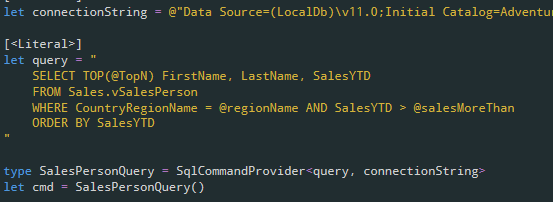 let connectionString = @"Data Source=(LocalDb)\v11.0;Initial Catalog=Adventu
[<Literal>]
let query = "
    SELECT TOP(@TopN) FirstName, LastName, SalesYTD
    FROM Sales.vSalesPerson
    WHERE CountryRegionName = @regionName AND SalesYTD > @salesMoreThan
    ORDER BY SalesYTD
"
type SalesPersonQuery = SqlCommandProvider<query, connectionString>
let cmd = SalesPersonQuery()